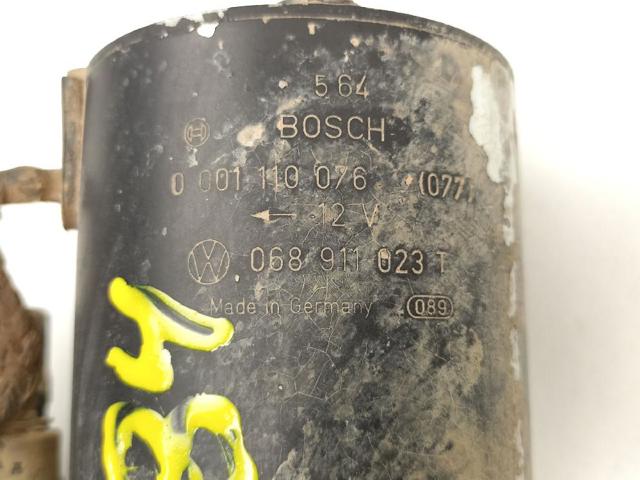 564
BOSCH
0 001 110 076 (077)
← 12 V
068 911 023 T
Made in Germany 089